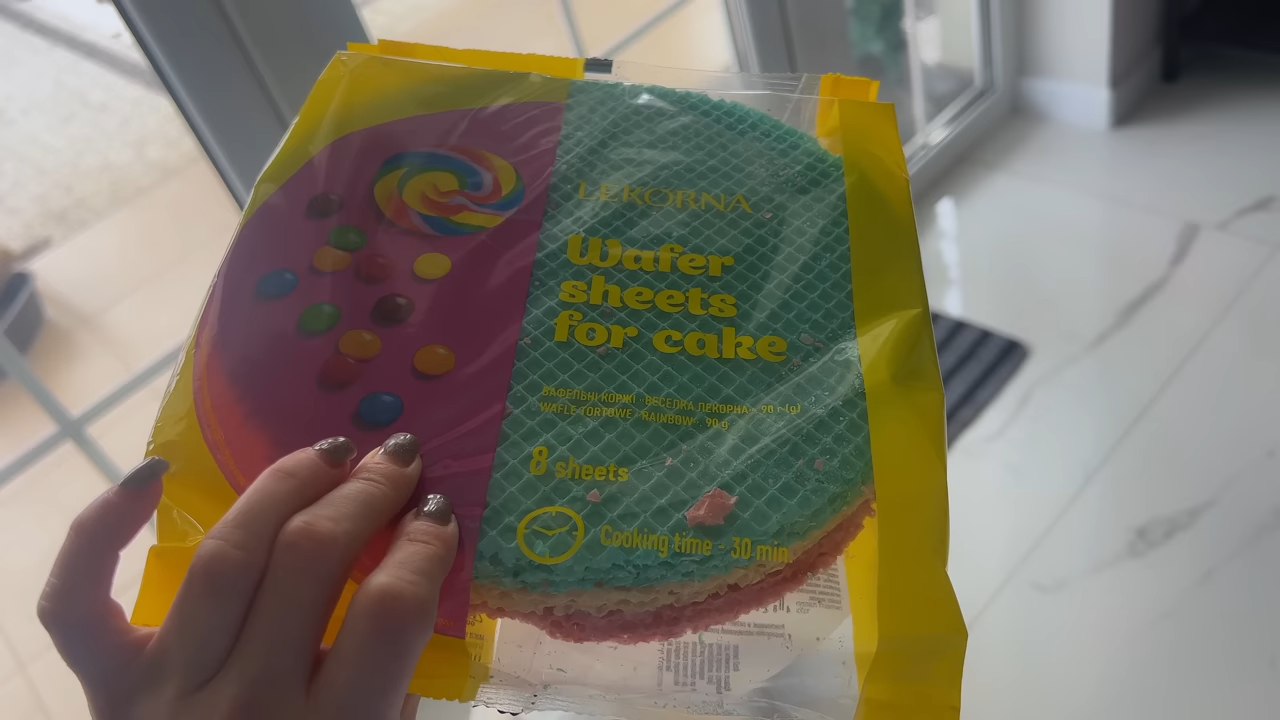 LEKORNA
Wafer
sheets
for cake
ВАФЕЛЬНІ КОРЖІ · ВЕСЕЛКА ЛЕКОРНА · 90 г (g)
WAFLE TORTOWE · RAINBOW · 90 g
8 sheets
Cooking time - 30 min